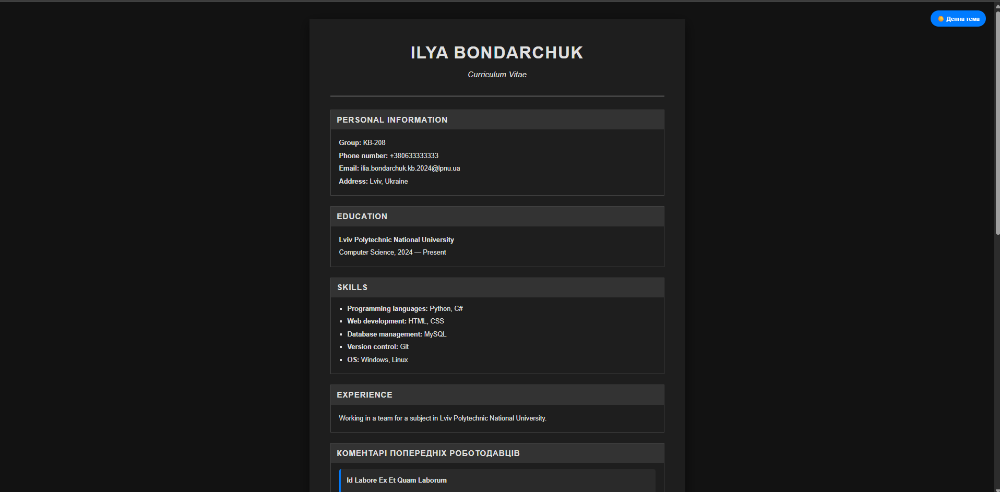 Денна тема
ILYA BONDARCHUK
Curriculum Vitae
PERSONAL INFORMATION
Group: KB-208
Phone number: +380633333333
Email: ilia.bondarchuk.kb.2024@lpnu.ua
Address: Lviv, Ukraine
EDUCATION
Lviv Polytechnic National University
Computer Science, 2024 — Present
SKILLS
Programming languages: Python, C#
Web development: HTML, CSS
Database management: MySQL
Version control: Git
OS: Windows, Linux
EXPERIENCE
Working in a team for a subject in Lviv Polytechnic National University.
КОМЕНТАРІ ПОПЕРЕДНІХ РОБОТОДАВЦІВ
Id Labore Ex Et Quam Laborum